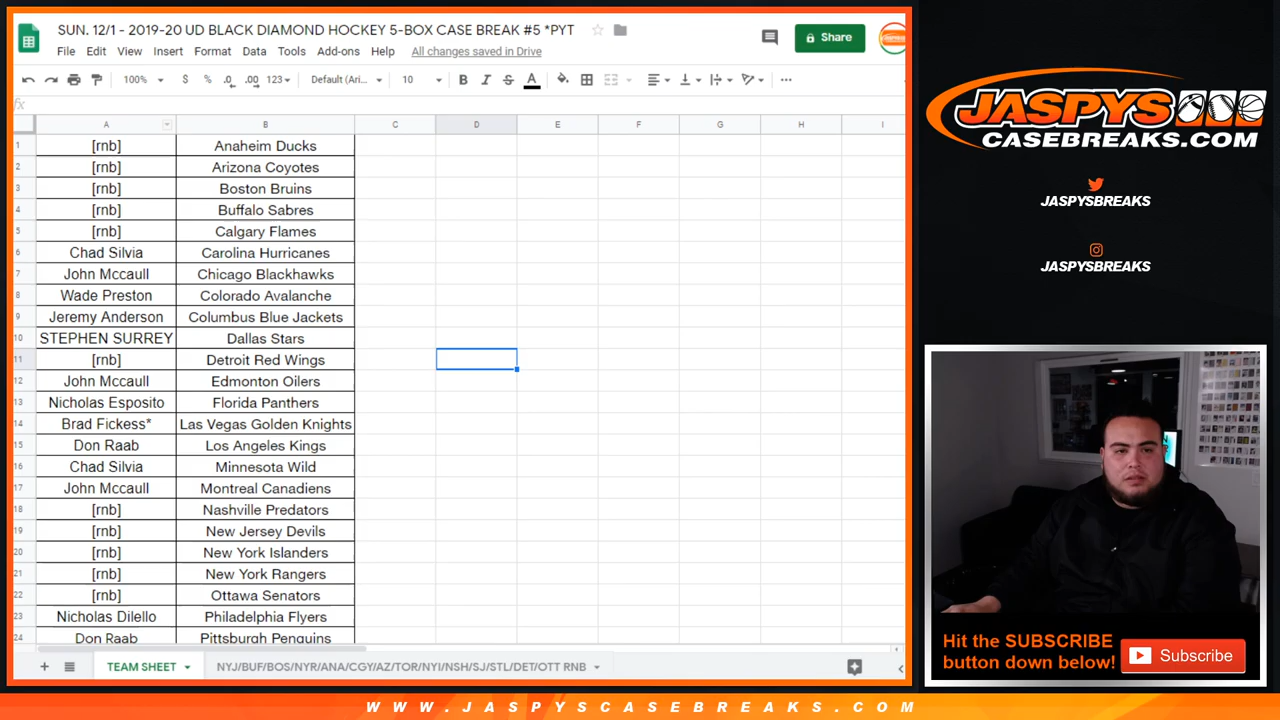 SUN. 12/1 - 2019-20 UD BLACK DIAMOND HOCKEY 5-BOX CASE BREAK #5 *PYT
Share
File Edit View Insert Format Data Tools Add-ons Help All changes saved in Drive
100% $ % .0 .00 123 Default (Ari... 10 B I S A
fx
A B C D E F G H I
1 [rnb] Anaheim Ducks
2 [rnb] Arizona Coyotes
3 [rnb] Boston Bruins
4 [rnb] Buffalo Sabres
5 [rnb] Calgary Flames
6 Chad Silvia Carolina Hurricanes
7 John Mccaull Chicago Blackhawks
8 Wade Preston Colorado Avalanche
9 Jeremy Anderson Columbus Blue Jackets
10 STEPHEN SURREY Dallas Stars
11 [rnb] Detroit Red Wings
12 John Mccaull Edmonton Oilers
13 Nicholas Esposito Florida Panthers
14 Brad Fickess* Las Vegas Golden Knights
15 Don Raab Los Angeles Kings
16 Chad Silvia Minnesota Wild
17 John Mccaull Montreal Canadiens
18 [rnb] Nashville Predators
19 [rnb] New Jersey Devils
20 [rnb] New York Islanders
21 [rnb] New York Rangers
22 [rnb] Ottawa Senators
23 Nicholas Dilello Philadelphia Flyers
24 Don Raab Pittsburgh Penguins
TEAM SHEET NYJ/BUF/BOS/NYR/ANA/CGY/AZ/TOR/NYI/NSH/SJ/STL/DET/OTT RNB
JASPYS
CASEBREAKS.COM
JASPYSBREAKS
JASPYSBREAKS
Hit the SUBSCRIBE
button down below!
Subscribe
WWW.JASPYSCASEBREAKS.COM